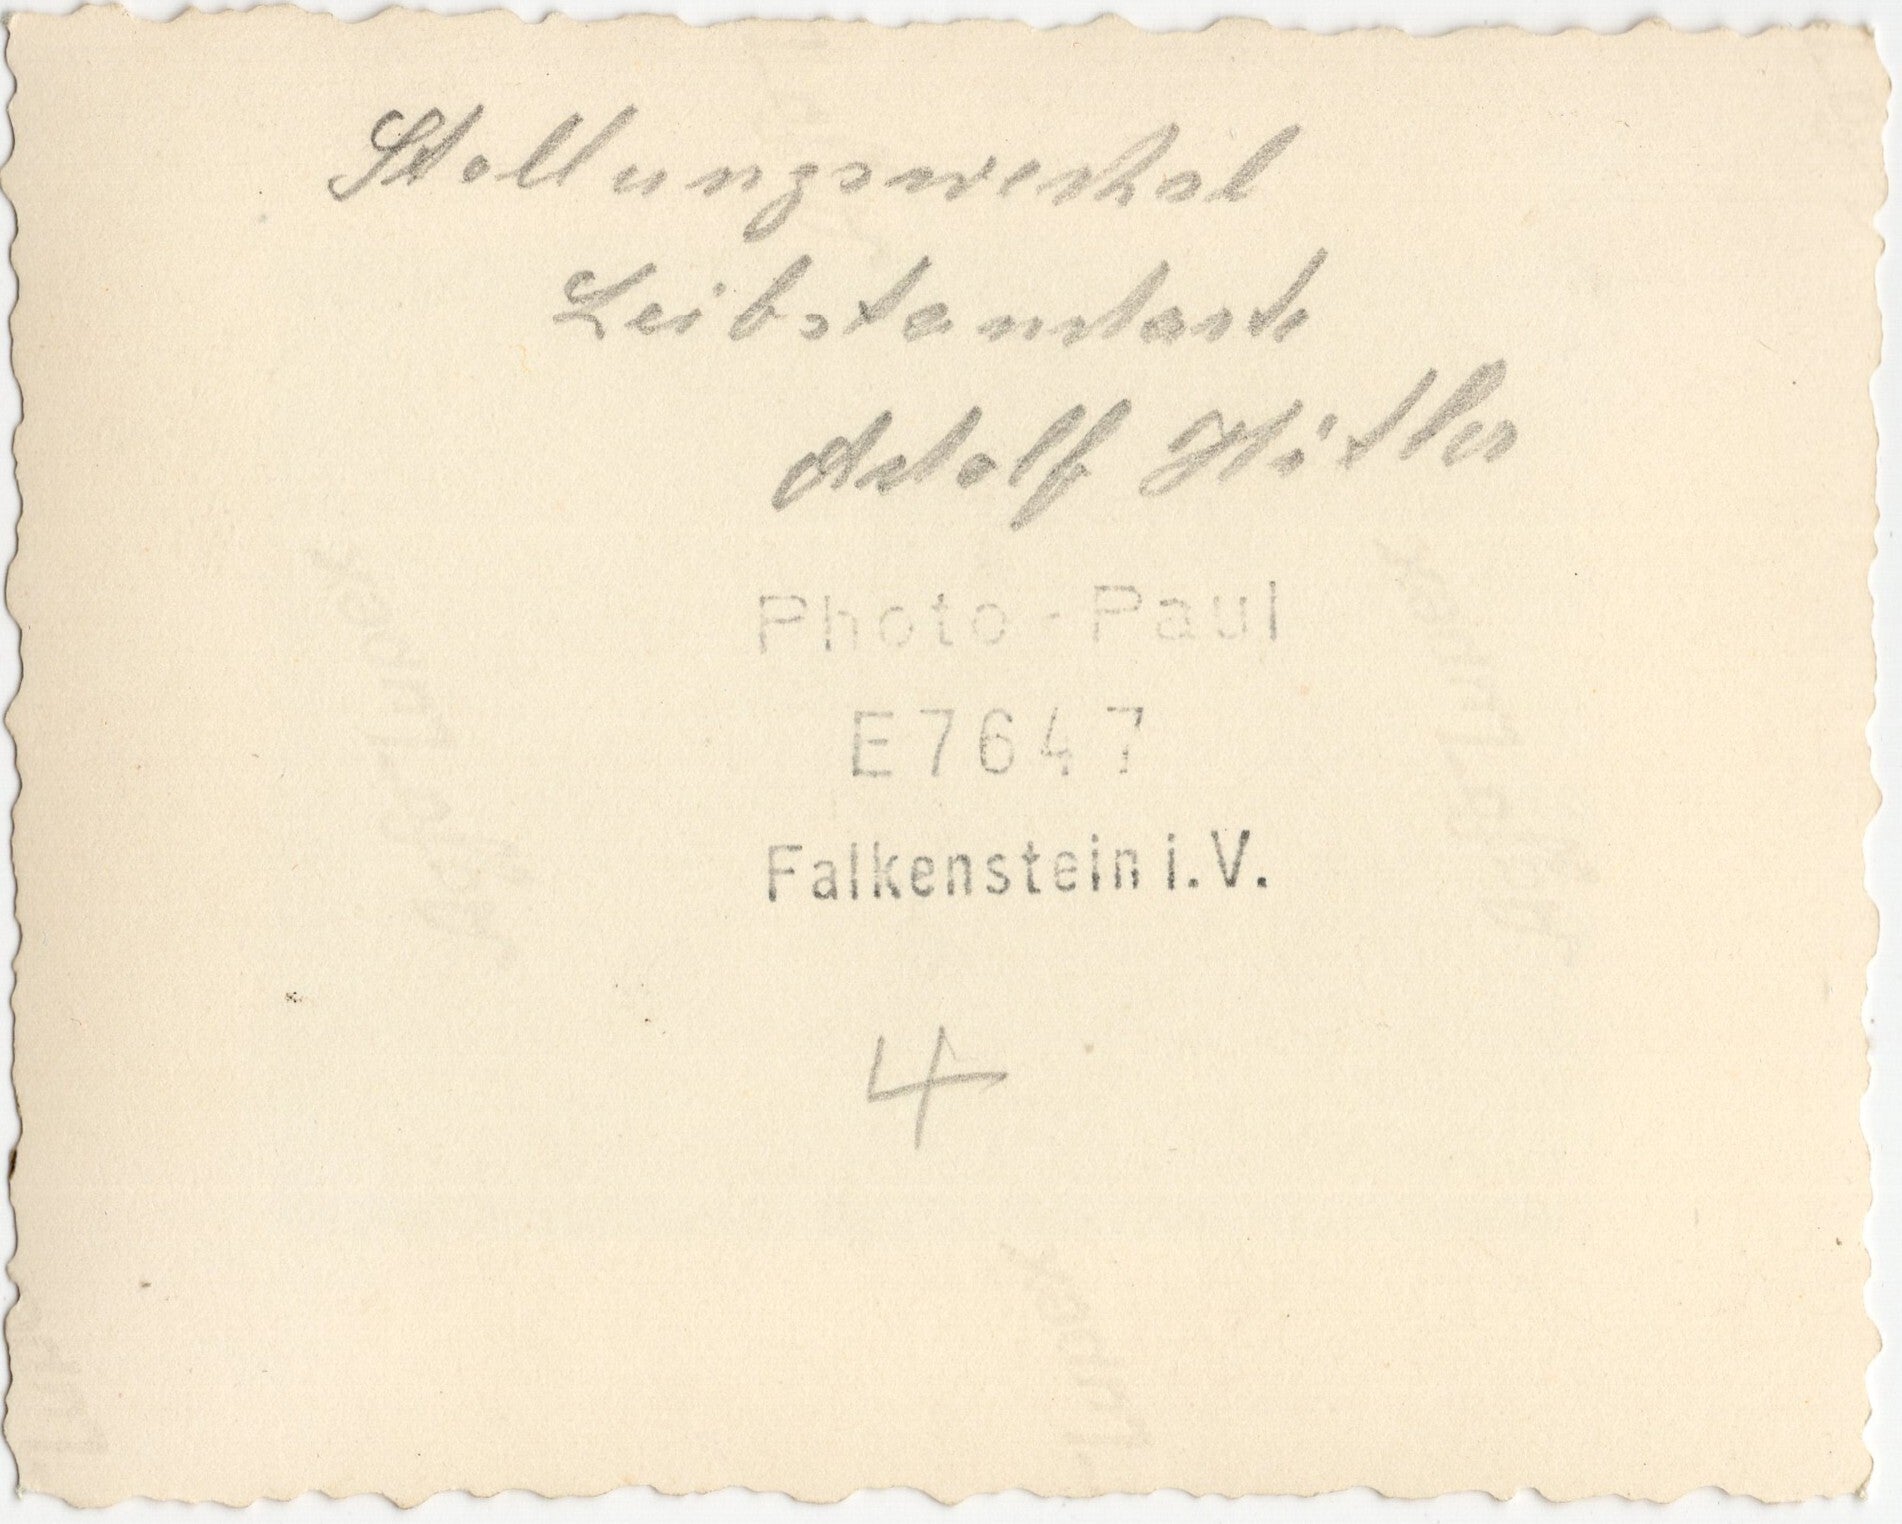 Stellungswechsel
Leibstandarte
Adolf Hitler
Photo-Paul
E7647
Falkenstein i.V.
4